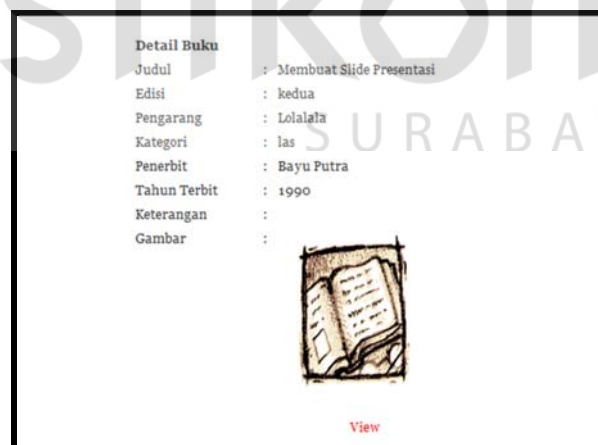 Detail Buku
Judul : Membuat Slide Presentasi
Edisi : kedua
Pengarang : Lolalala
Kategori : las
Penerbit : Bayu Putra
Tahun Terbit : 1990
Keterangan :
Gambar :
View
SURABA